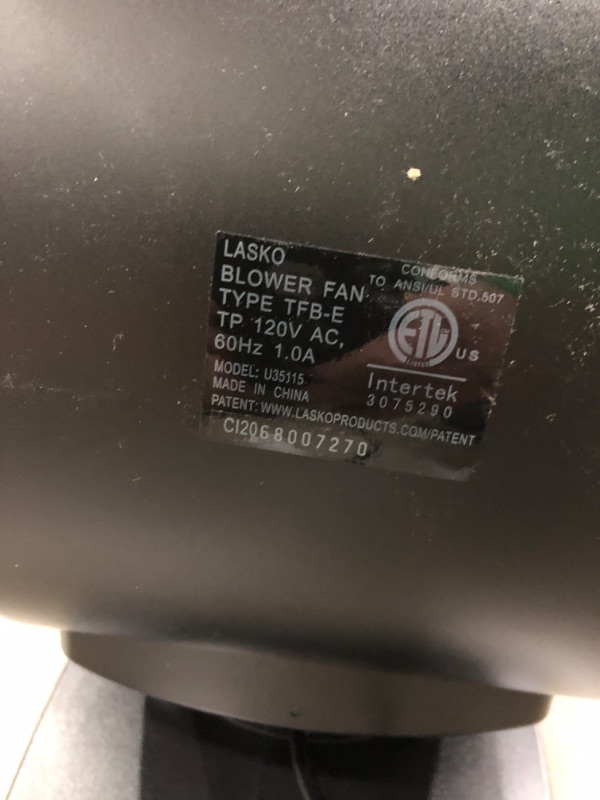 LASKO
BLOWER FAN
TYPE TFB-E
TP 120V AC,
60Hz 1.0A
MODEL: U35115
MADE IN CHINA
PATENT: WWW.LASKOPRODUCTS.COM/PATENT
CI2068007270
CONFORMS
TO ANSI/UL STD.507
ETL
US
Intertek
3075290